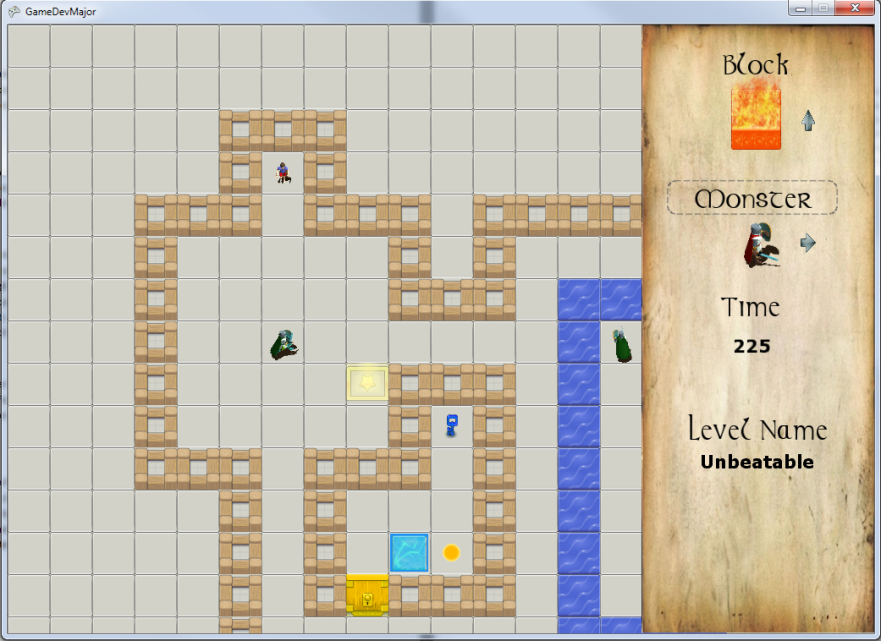 GameDevMajor
Block
Monster
Time
225
Level Name
Unbeatable